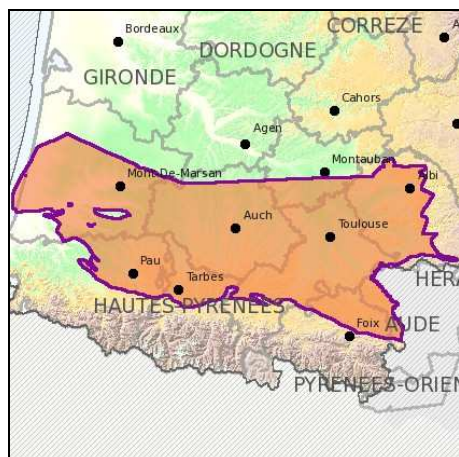 CORREZE
Bordeaux
A
DORDOGNE
GIRONDE
Cahors
Agen
Montauban
Mont-De-Marsan
Albi
Auch
Toulouse
Pau
Tarbes
HERA
HAUTES-PYRENEES
AUDE
Foix
PYRENEES-ORIEN